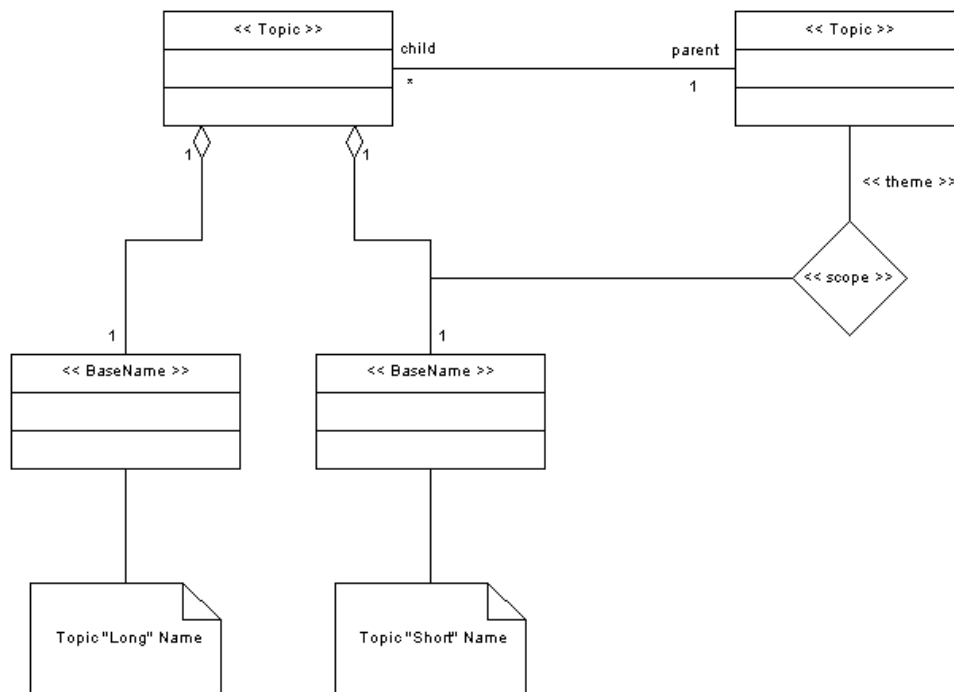 << Topic >>
<< Topic >>
child
parent
*
1
1
1
<< theme >>
<< scope >>
1
1
<< BaseName >>
<< BaseName >>
Topic "Long" Name
Topic "Short" Name